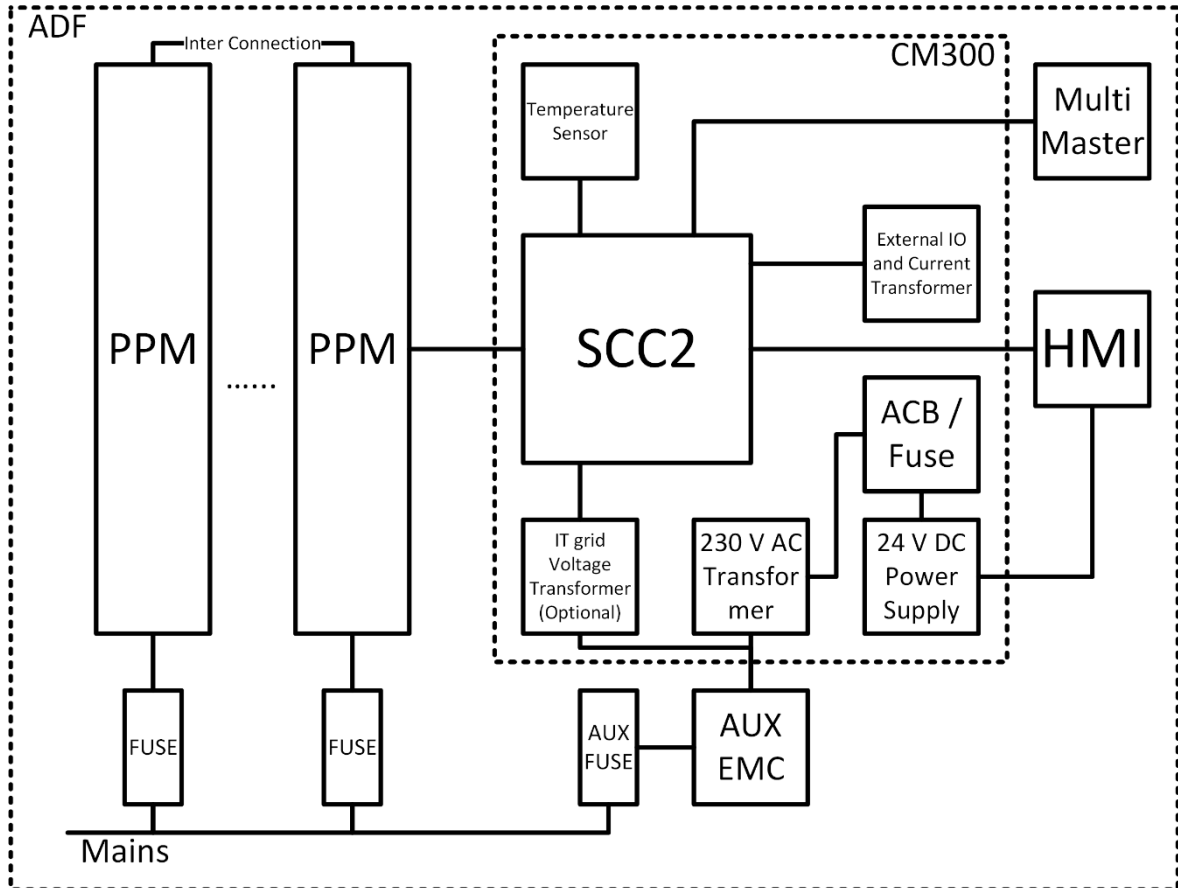 ADF
Inter Connection
CM300
Temperature
Sensor
Multi
Master
External IO
and Current
Transformer
PPM
......
PPM
SCC2
HMI
ACB /
Fuse
IT grid
Voltage
Transformer
(Optional)
230 V AC
Transfor
mer
24 V DC
Power
Supply
FUSE
FUSE
AUX
FUSE
AUX
EMC
Mains